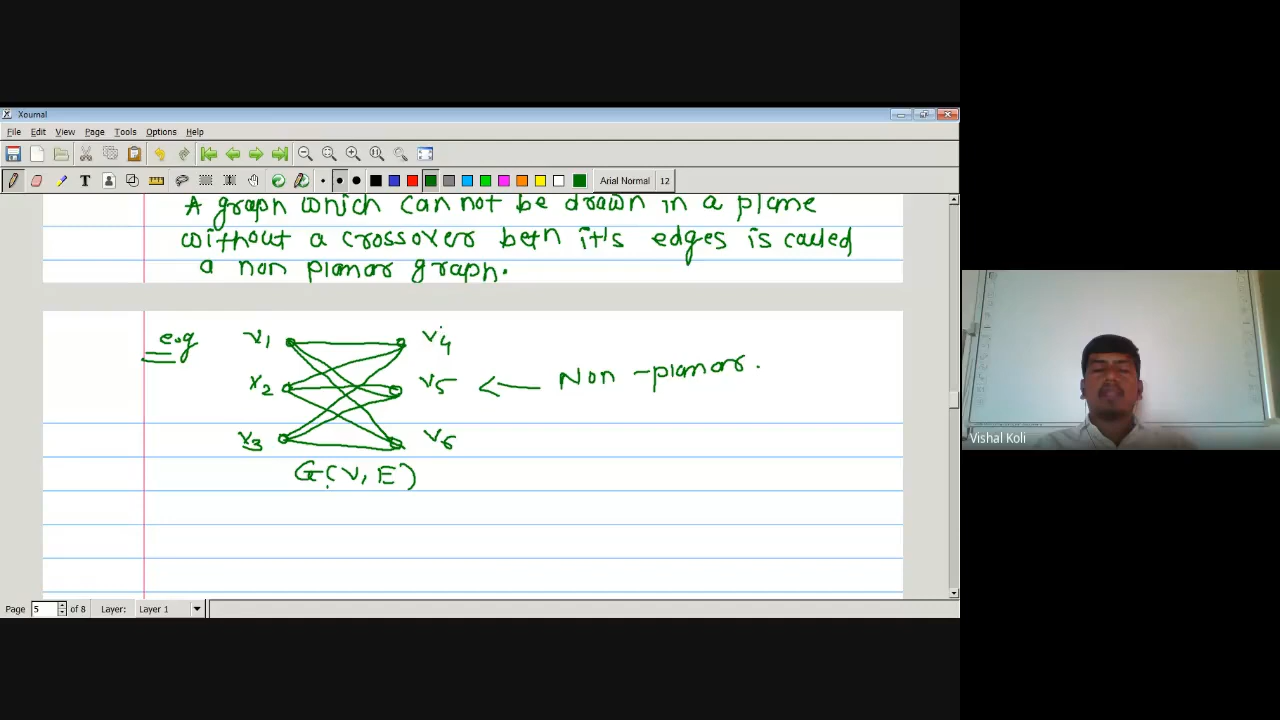 Xournal
File Edit View Page Tools Options Help
Arial Normal 12
A graph which can not be drawn in a plane
without a crossover betn it's edges is called
a non planar graph.
e.g
v1 v4
v2 v5 Non-planar.
v3 v6
G(V, E)
Vishal Koli
Page 5 of 8 Layer: Layer 1